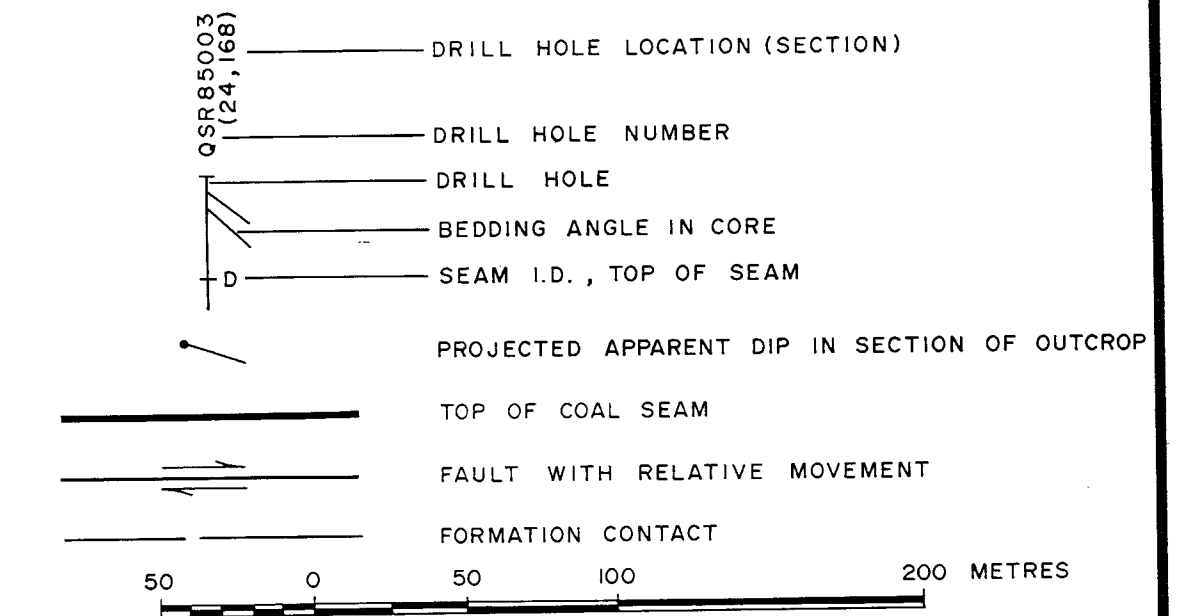 QSR85003
(24,168)
DRILL HOLE LOCATION (SECTION)
DRILL HOLE NUMBER
DRILL HOLE
BEDDING ANGLE IN CORE
D
SEAM I.D., TOP OF SEAM
PROJECTED APPARENT DIP IN SECTION OF OUTCROP
TOP OF COAL SEAM
FAULT WITH RELATIVE MOVEMENT
FORMATION CONTACT
50 0 50 100 200 METRES